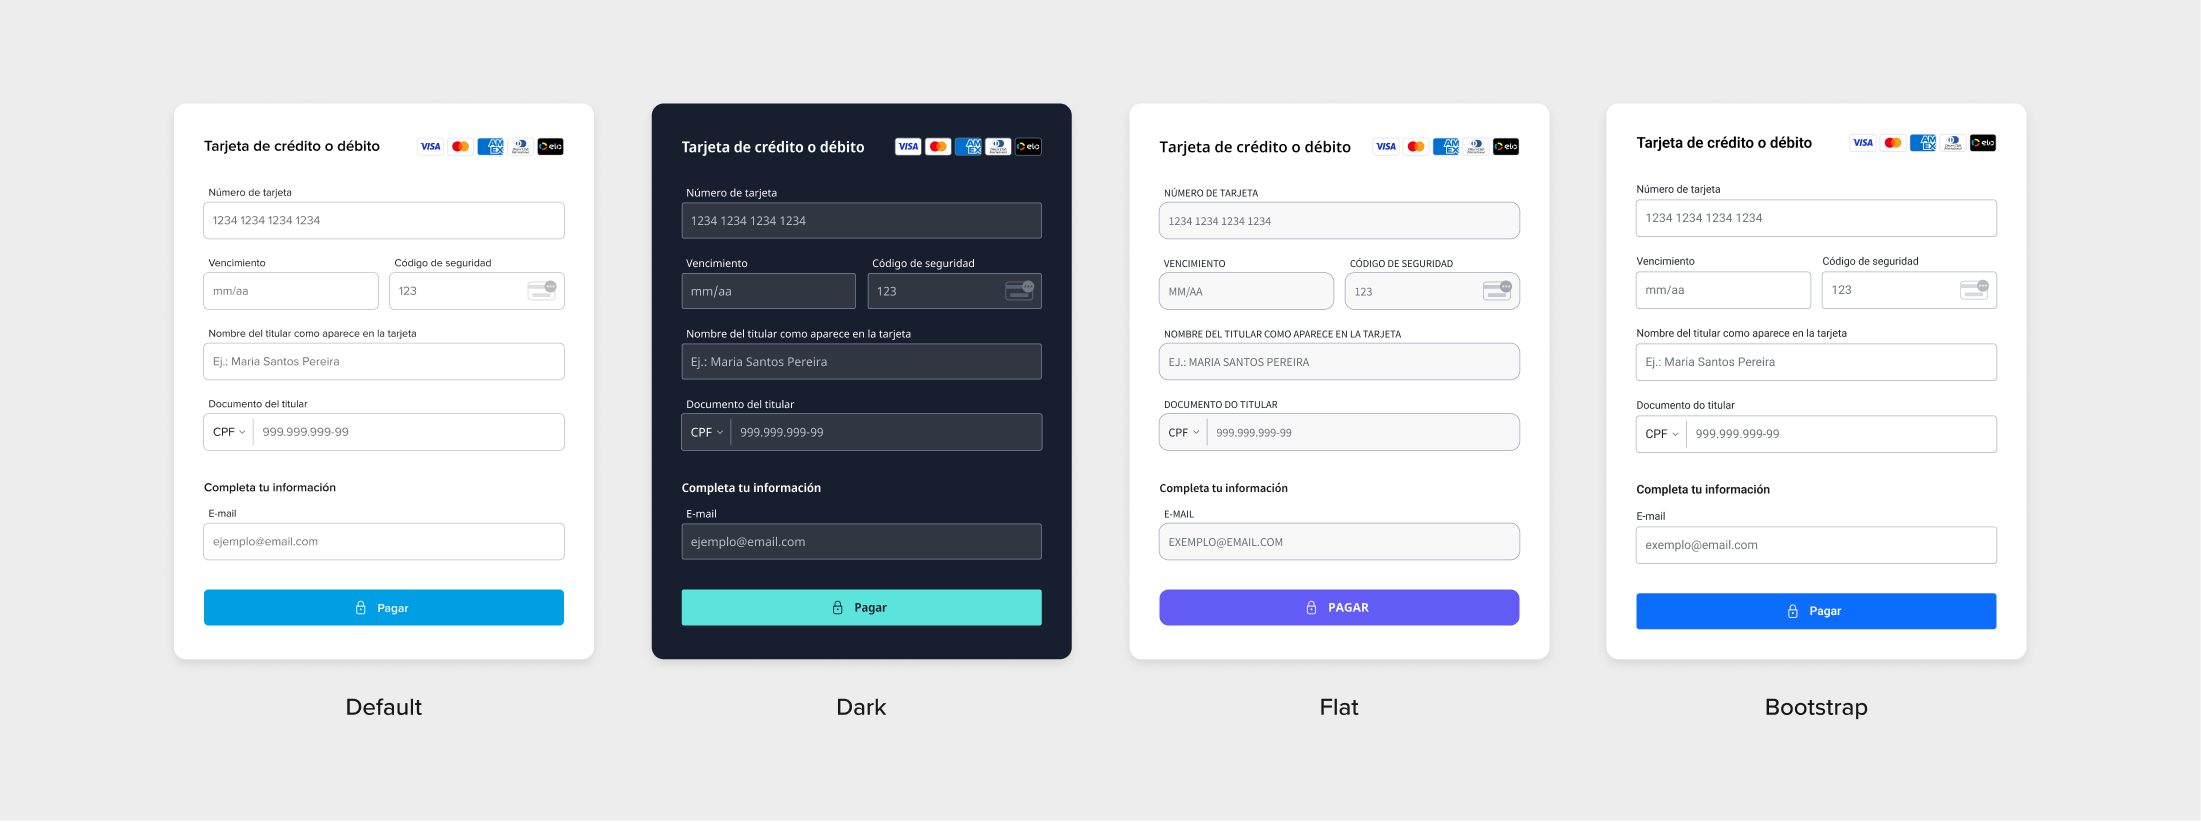 Tarjeta de crédito o débito VISA AM EX elo
Número de tarjeta
1234 1234 1234 1234
Vencimiento Código de seguridad
mm/aa 123
Nombre del titular como aparece en la tarjeta
Ej.: Maria Santos Pereira
Documento del titular
CPF 999.999.999-99
Completa tu información
E-mail
ejemplo@email.com
Pagar
Default
Tarjeta de crédito o débito VISA AM EX elo
Número de tarjeta
1234 1234 1234 1234
Vencimiento Código de seguridad
mm/aa 123
Nombre del titular como aparece en la tarjeta
Ej.: Maria Santos Pereira
Documento del titular
CPF 999.999.999-99
Completa tu información
E-mail
ejemplo@email.com
Pagar
Dark
Tarjeta de crédito o débito VISA AM EX elo
NÚMERO DE TARJETA
1234 1234 1234 1234
VENCIMIENTO CÓDIGO DE SEGURIDAD
MM/AA 123
NOMBRE DEL TITULAR COMO APARECE EN LA TARJETA
EJ.: MARIA SANTOS PEREIRA
DOCUMENTO DO TITULAR
CPF 999.999.999-99
Completa tu información
E-MAIL
EXEMPLO@EMAIL.COM
PAGAR
Flat
Tarjeta de crédito o débito VISA AM EX elo
Número de tarjeta
1234 1234 1234 1234
Vencimiento Código de seguridad
mm/aa 123
Nombre del titular como aparece en la tarjeta
Ej.: Maria Santos Pereira
Documento do titular
CPF 999.999.999-99
Completa tu información
E-mail
exemplo@email.com
Pagar
Bootstrap